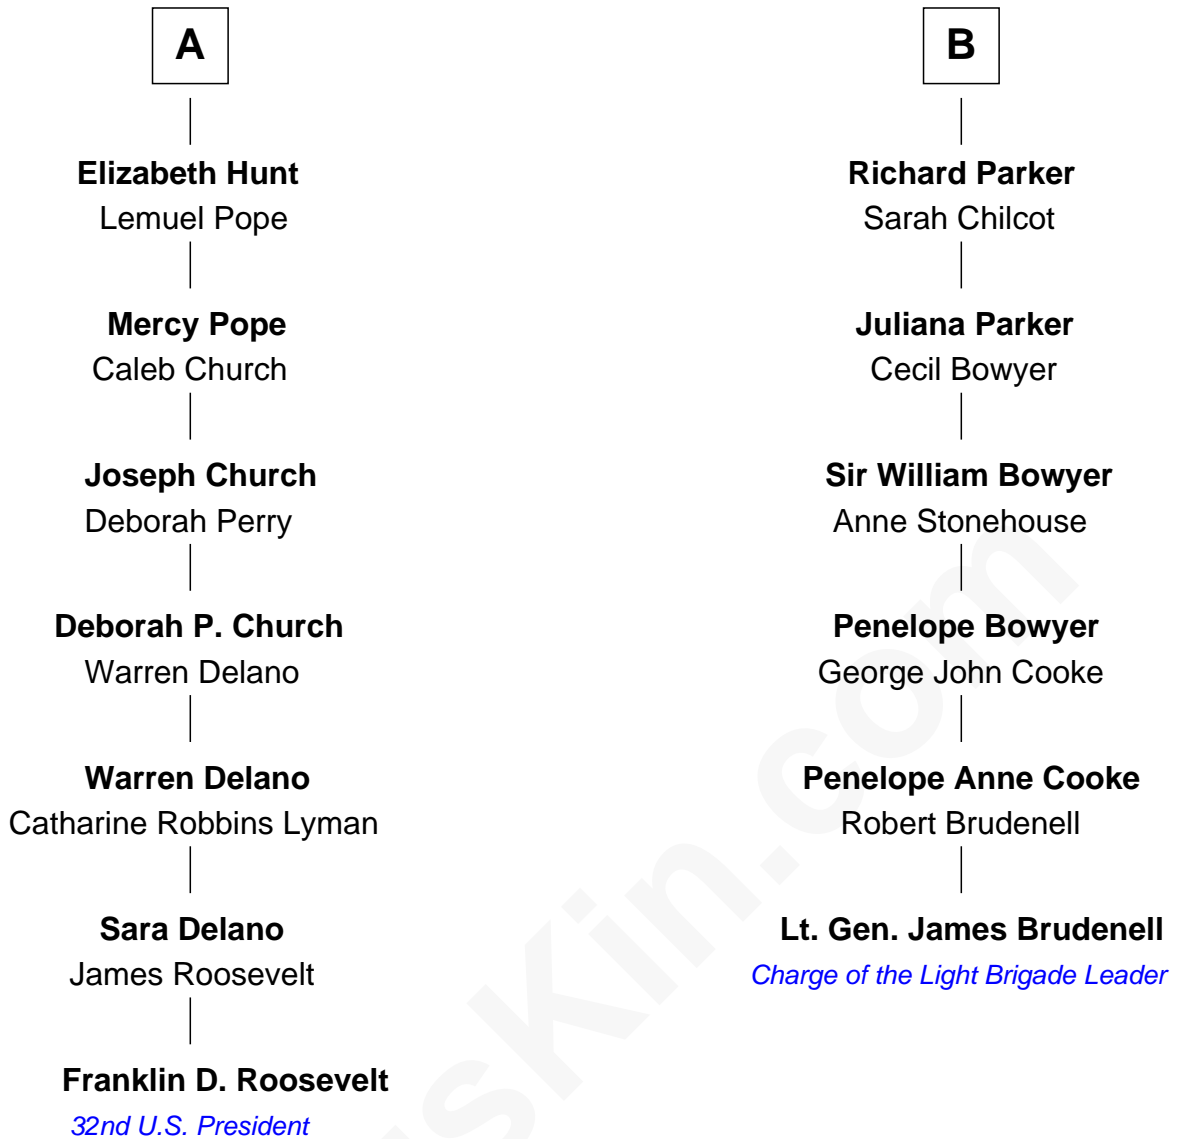 A
Elizabeth Hunt
Lemuel Pope
Mercy Pope
Caleb Church
Joseph Church
Deborah Perry
Deborah P. Church
Warren Delano
Warren Delano
Catharine Robbins Lyman
Sara Delano
James Roosevelt
Franklin D. Roosevelt
32nd U.S. President
B
Richard Parker
Sarah Chilcot
Juliana Parker
Cecil Bowyer
Sir William Bowyer
Anne Stonehouse
Penelope Bowyer
George John Cooke
Penelope Anne Cooke
Robert Brudenell
Lt. Gen. James Brudenell
Charge of the Light Brigade Leader
sKin.com